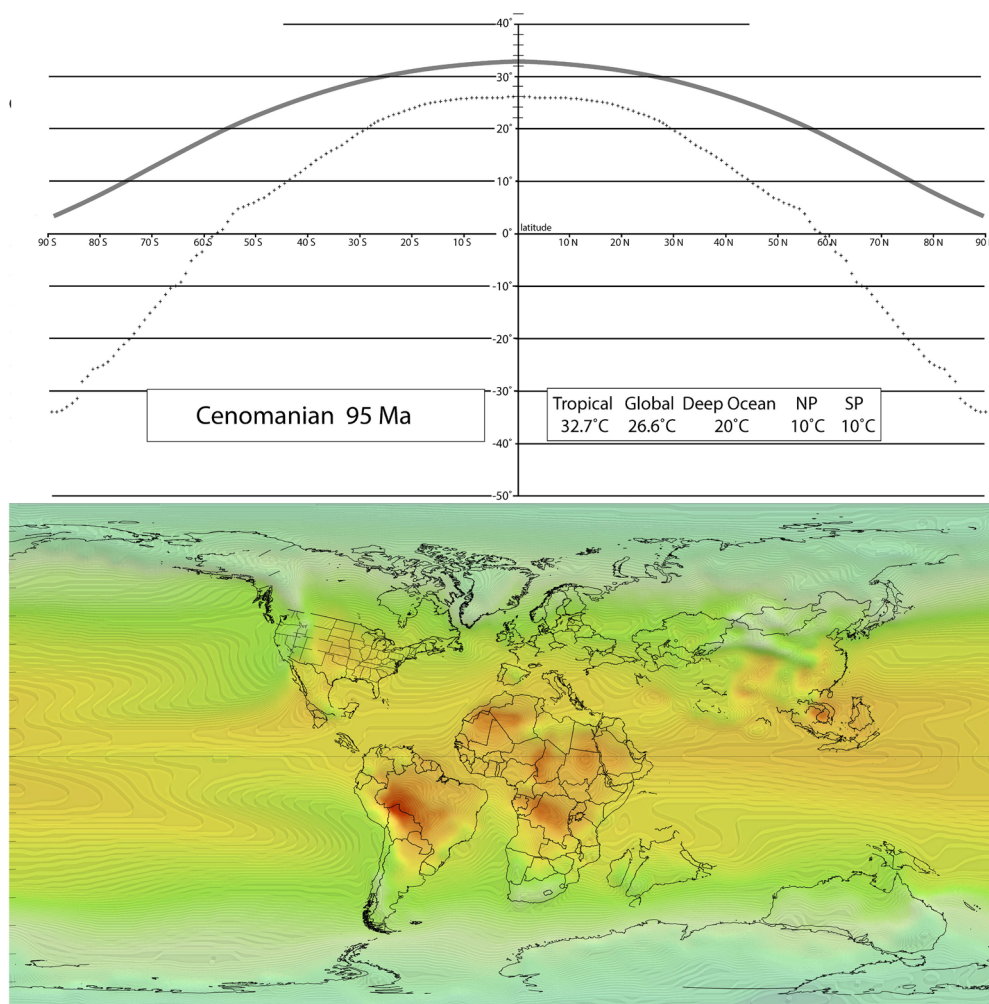 40˚
30˚
20˚
10˚
0˚
latitude
90 S 80 S 70 S 60 S 50 S 40 S 30 S 20 S 10 S 10 N 20 N 30 N 40 N 50 N 60 N 70 N 80 N 90
-10˚
-20˚
-30˚
-40˚
-50˚
Cenomanian 95 Ma
Tropical Global Deep Ocean NP SP
32.7˚C 26.6˚C 20˚C 10˚C 10˚C